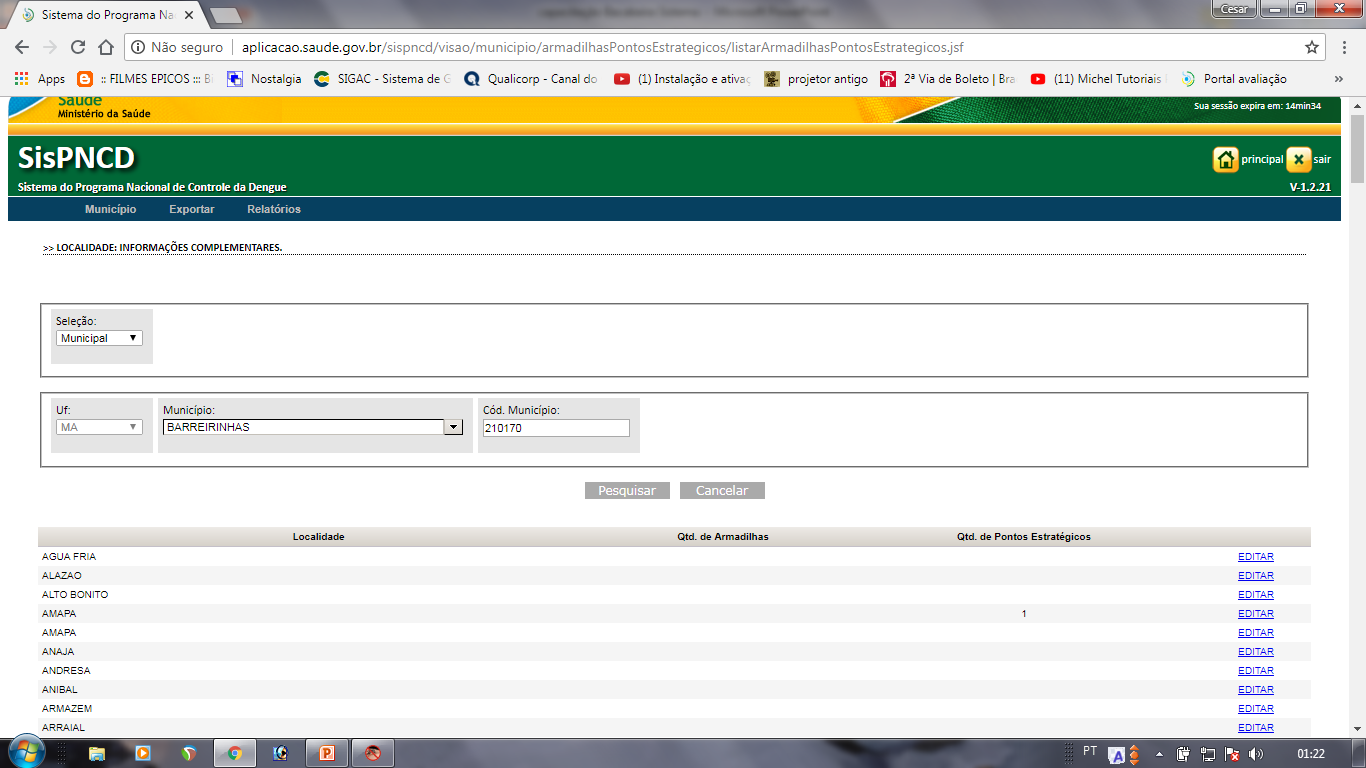 Sistema do Programa Na
Cesar
Não seguro
aplicacao.saude.gov.br/sispncd/visao/municipio/armadilhasPontosEstrategicos/listarArmadilhasPontosEstrategicos.jsf
Apps
:: FILMES EPICOS ::: B
Nostalgia
SIGAC - Sistema de G
Qualicorp - Canal do
(1) Instalação e ativaç
projetor antigo
2ª Via de Boleto | Bra
(11) Michel Tutoriais
Portal avaliação
»
Saúde
Ministério da Saúde
Sua sessão expira em: 14min34
SisPNCD
principal
sair
Sistema do Programa Nacional de Controle da Dengue
V-1.2.21
Município
Exportar
Relatórios
>> LOCALIDADE: INFORMAÇÕES COMPLEMENTARES.
Seleção:
Municipal
Uf:
Município:
Cód. Município:
MA
BARREIRINHAS
210170
Pesquisar
Cancelar
Localidade
Qtd. de Armadilhas
Qtd. de Pontos Estratégicos
AGUA FRIA EDITAR
ALAZAO EDITAR
ALTO BONITO EDITAR
AMAPA 1 EDITAR
AMAPA EDITAR
ANAJA EDITAR
ANDRESA EDITAR
ANIBAL EDITAR
ARMAZEM EDITAR
ARRAIAL EDITAR
PT
01:22